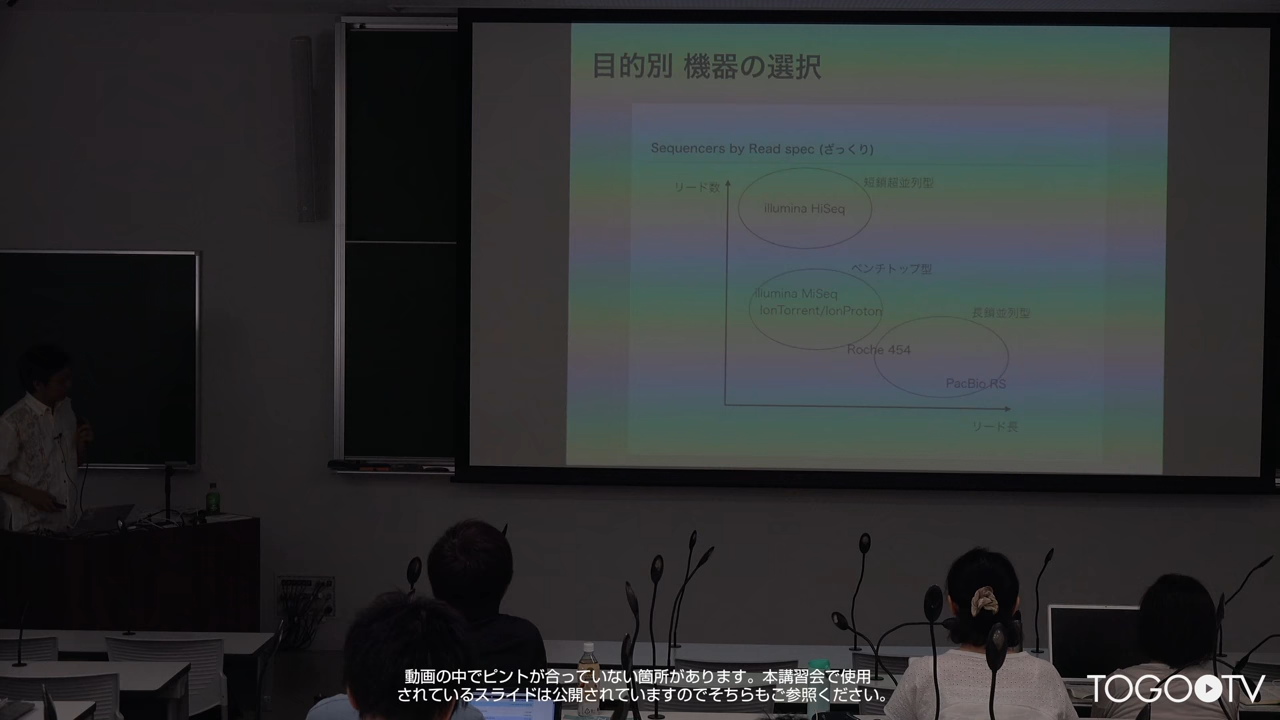 目的別 機器の選択
Sequencers by Read spec (ざっくり)
リード数
短鎖超並列型
illumina HiSeq
ベンチトップ型
illumina MiSeq
IonTorrent/IonProton
長鎖並列型
Roche 454
PacBio RS
リード長
動画の中でピントが合っていない箇所があります。本講習会で使用
されているスライドは公開されていますのでそちらもご参照ください。
TOGOTV